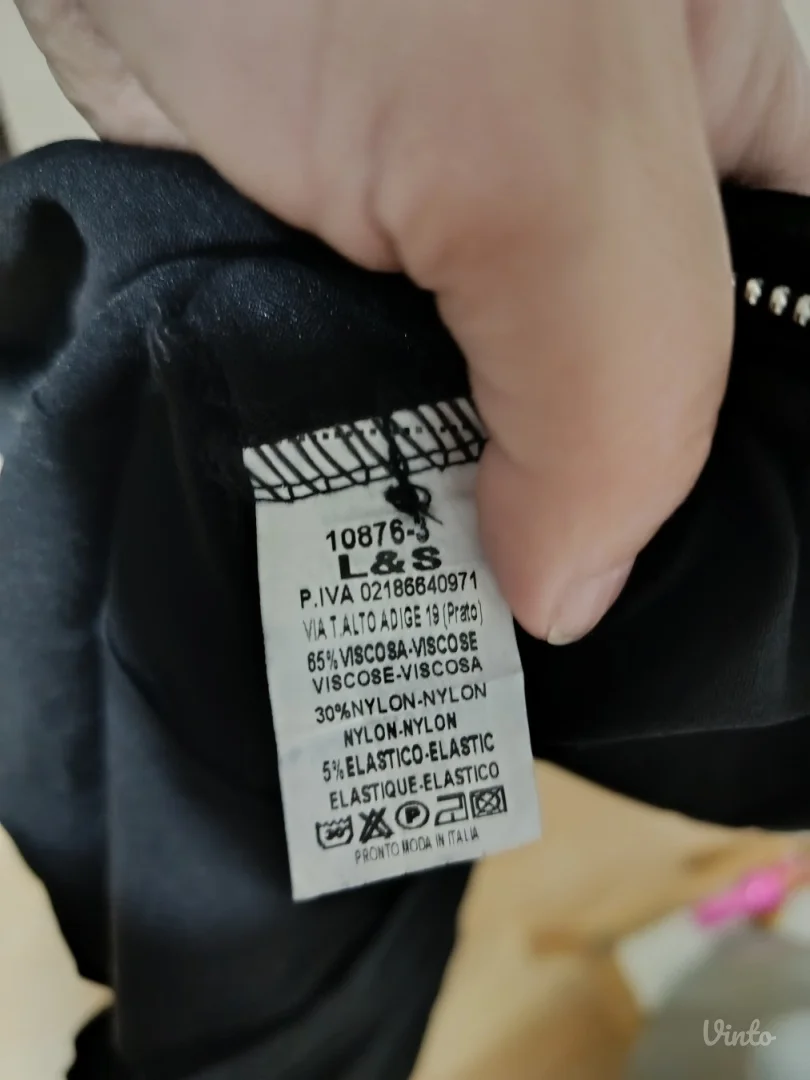 10876-3
L&S
P.IVA 02186640971
VIA T.ALTO ADIGE 19 (Prato)
65%VISCOSA-VISCOSE
VISCOSE-VISCOSA
30%NYLON-NYLON
NYLON-NYLON
5%ELASTICO-ELASTIC
ELASTIQUE-ELASTICO
30° P
PRONTO MODA IN ITALIA
Vinto